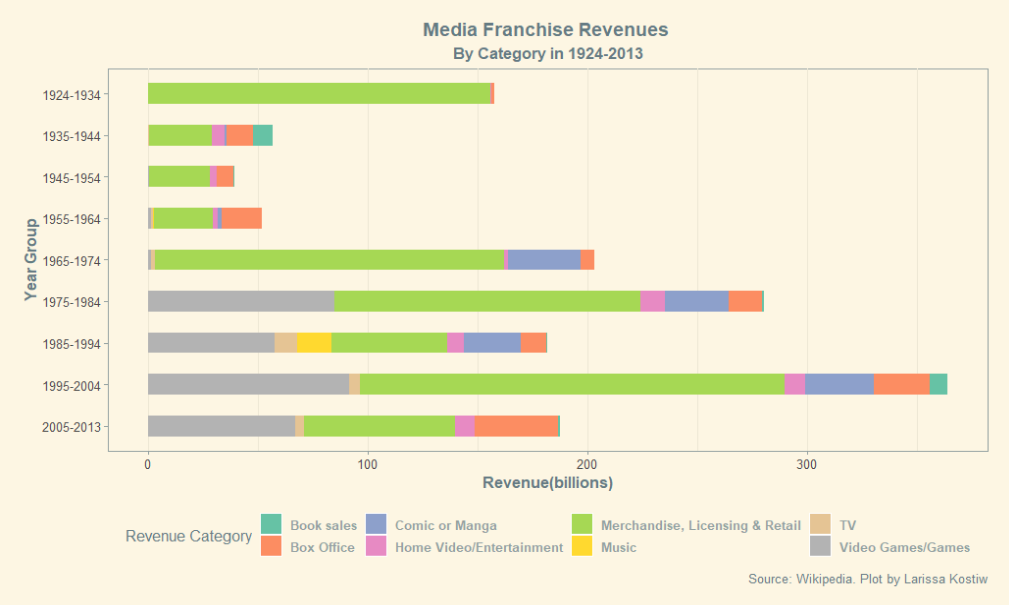 Media Franchise Revenues
By Category in 1924-2013
Year Group
1924-1934
1935-1944
1945-1954
1955-1964
1965-1974
1975-1984
1985-1994
1995-2004
2005-2013
0 100 200 300
Revenue(billions)
Revenue Category
Book sales Comic or Manga Merchandise, Licensing & Retail TV
Box Office Home Video/Entertainment Music Video Games/Games
Source: Wikipedia. Plot by Larissa Kostiw